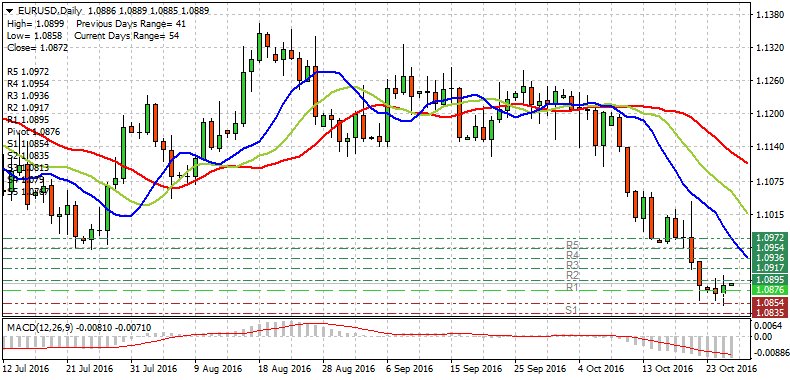 EURUSD,Daily 1.0886 1.0889 1.0885 1.0889
High= 1.0899 Previous Days Range= 41
Low= 1.0858 Current Days Range= 54
Close= 1.0872
R5 1.0972
R4 1.0954
R3 1.0936
R2 1.0917
R1 1.0895
Pivot 1.0876
S1 1.0854
S2 1.0835
S3 1.0813
R5
R4
R3
R2
R1
S1
1.1380
1.1320
1.1260
1.1200
1.1140
1.1075
1.1015
1.0972
1.0954
1.0936
1.0917
1.0895
1.0876
1.0854
1.0835
MACD(12,26,9) -0.00810 -0.00710
0.0064
0.00
-0.00886
12 Jul 2016
21 Jul 2016
31 Jul 2016
9 Aug 2016
18 Aug 2016
28 Aug 2016
6 Sep 2016
15 Sep 2016
25 Sep 2016
4 Oct 2016
13 Oct 2016
23 Oct 2016